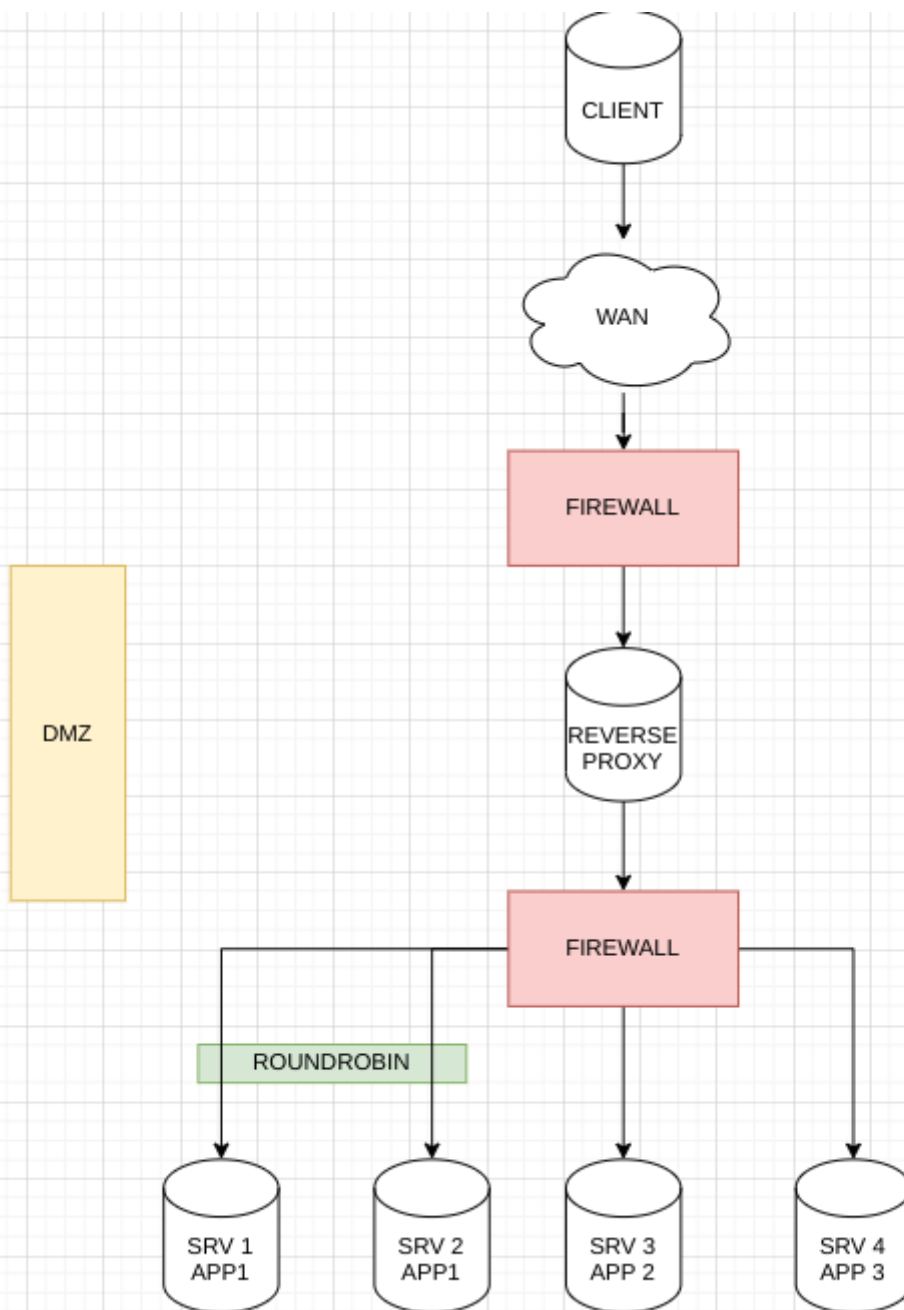 CLIENT
WAN
FIREWALL
DMZ
REVERSE
PROXY
FIREWALL
ROUNDROBIN
SRV 1
APP1
SRV 2
APP1
SRV 3
APP 2
SRV 4
APP 3